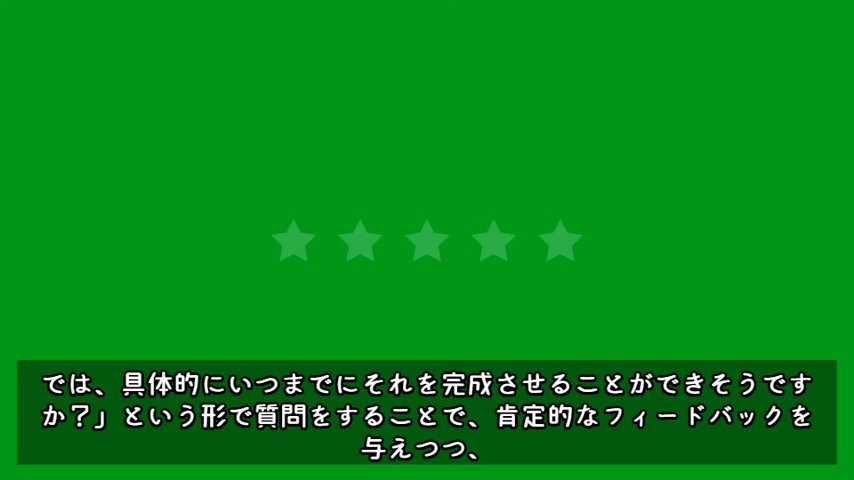 では、具体的にいつまでにそれを完成させることができそうです
か？」という形で質問をすることで、肯定的なフィードバックを
与えつつ、